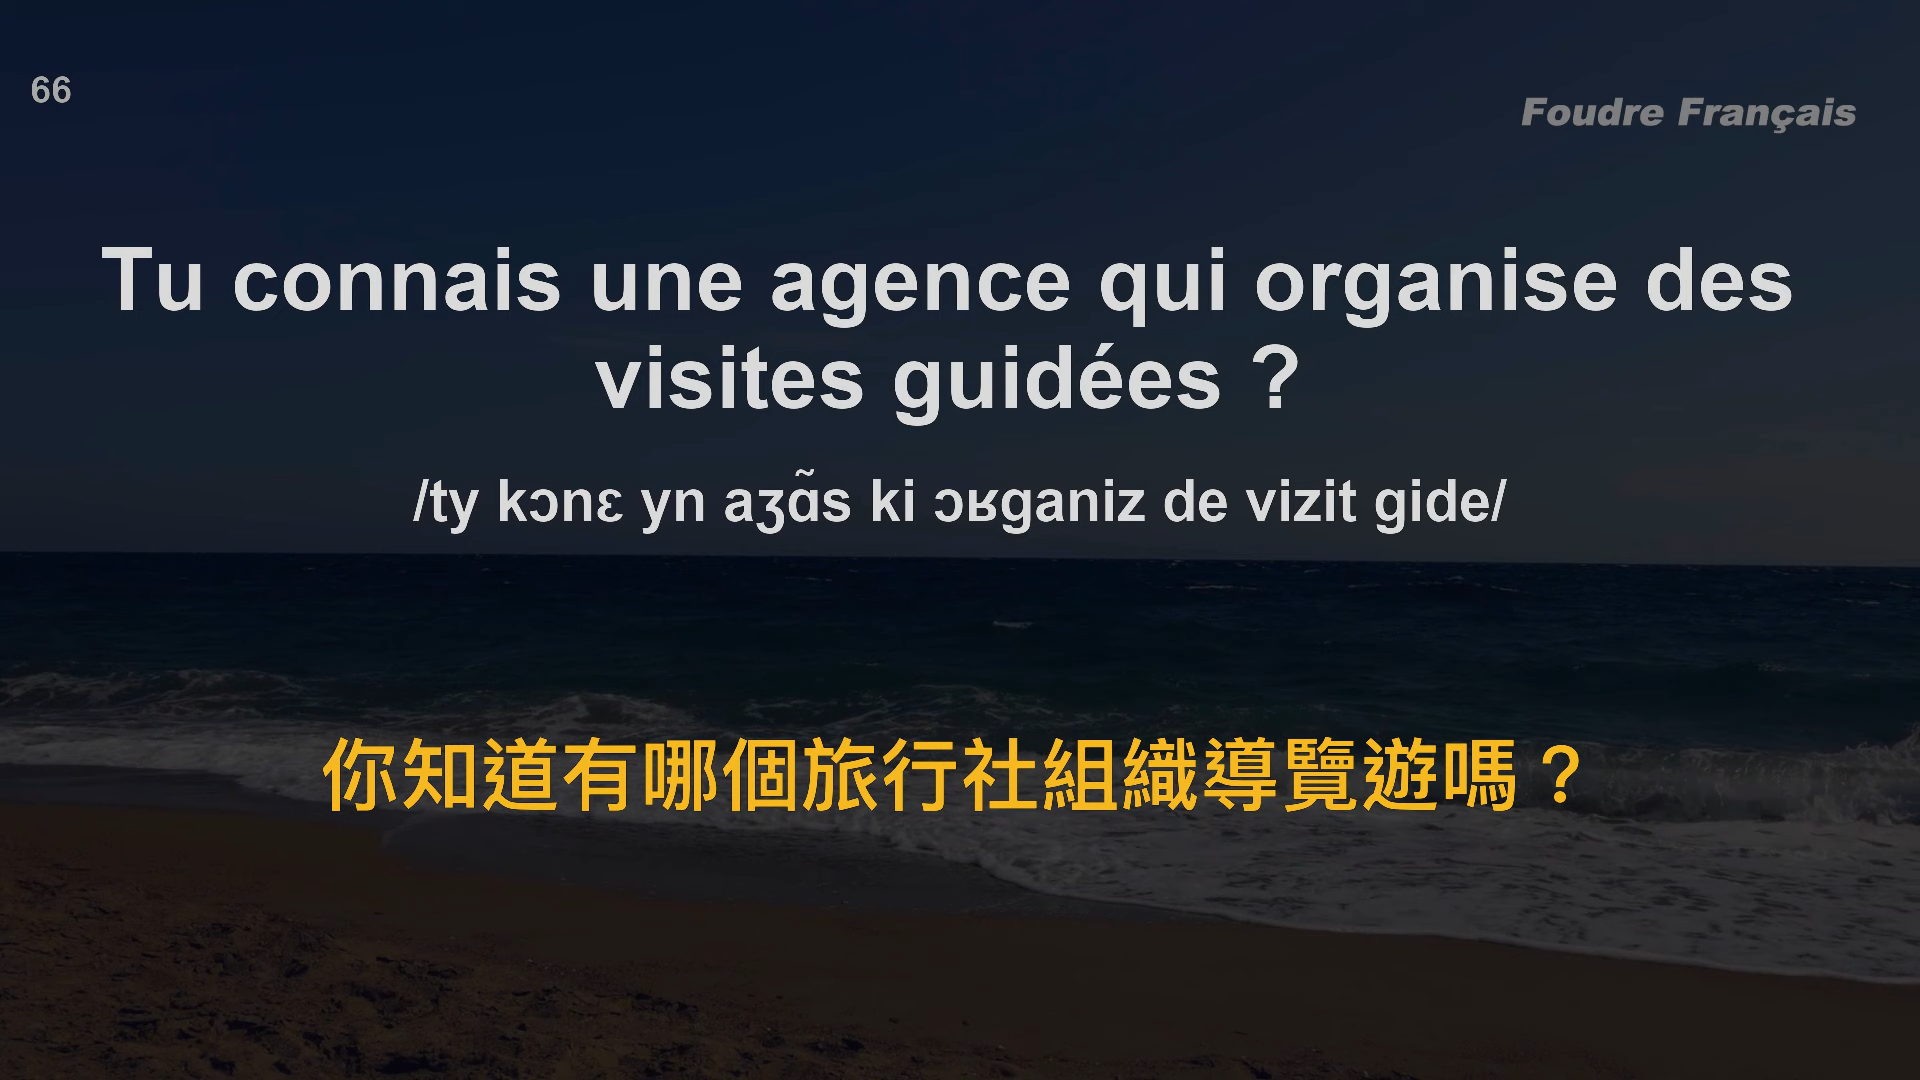 66
Foudre Français
Tu connais une agence qui organise des
visites guidées ?
/ty kɔnɛ yn aʒɑ̃s ki ɔʁganiz de vizit gide/
你知道有哪個旅行社組織導覽遊嗎？